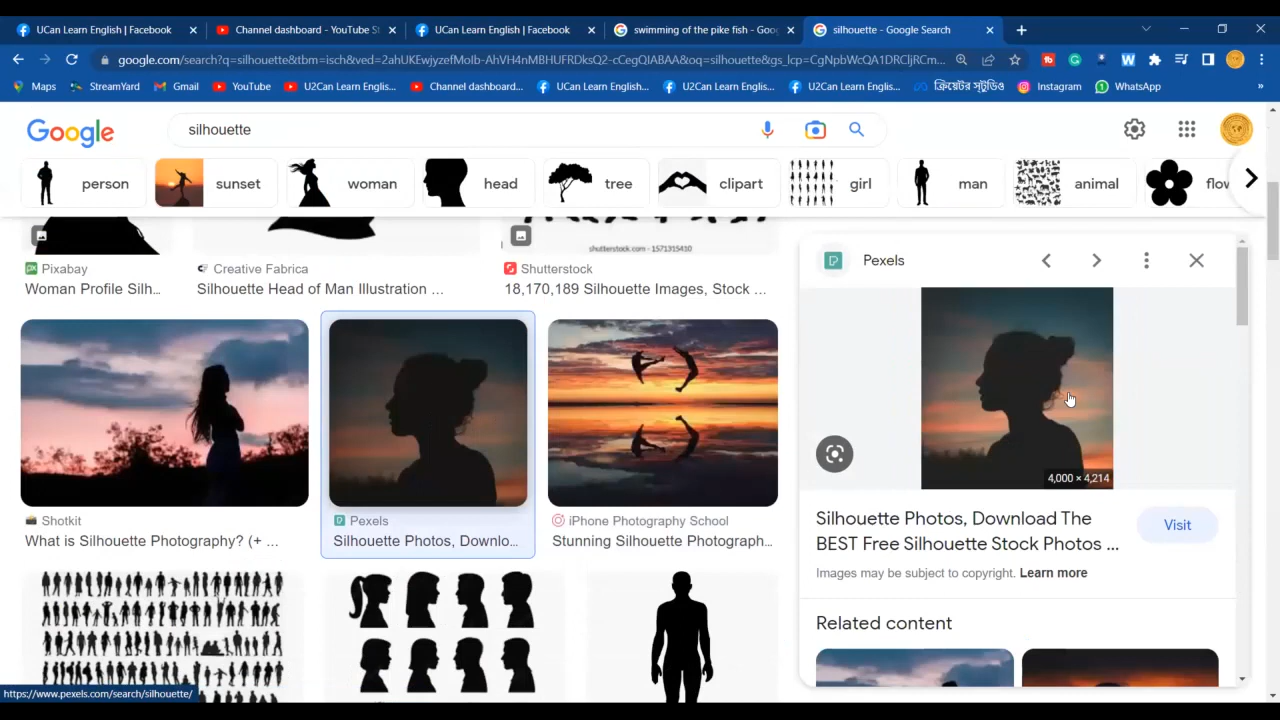 UCan Learn English | Facebook
Channel dashboard - YouTube S
UCan Learn English | Facebook
swimming of the pike fish - Goo
silhouette - Google Search
google.com/search?q=silhouette&tbm=isch&ved=2ahUKEwjyzefMoIb-AhVH4nMBHUFRDksQ2-cCegQIABAA&oq=silhouette&gs_lcp=CgNpbWcQA1DRCljRCm...
Maps
StreamYard
Gmail
YouTube
U2Can Learn Englis...
Channel dashboard...
UCan Learn English...
U2Can Learn Englis...
U2Can Learn Englis...
ক্রিয়েটর স্টুডিও
Instagram
WhatsApp
Google
silhouette
person
sunset
woman
head
tree
clipart
girl
man
animal
flow
shutterstock.com - 1571315410
Pixabay
Woman Profile Silh...
Creative Fabrica
Silhouette Head of Man Illustration ...
Shutterstock
18,170,189 Silhouette Images, Stock ...
Shotkit
What is Silhouette Photography? (+ ...
Pexels
Silhouette Photos, Downlo...
iPhone Photography School
Stunning Silhouette Photograph...
Pexels
4,000 × 4,214
Silhouette Photos, Download The
BEST Free Silhouette Stock Photos ...
Visit
Images may be subject to copyright. Learn more
Related content
https://www.pexels.com/search/silhouette/